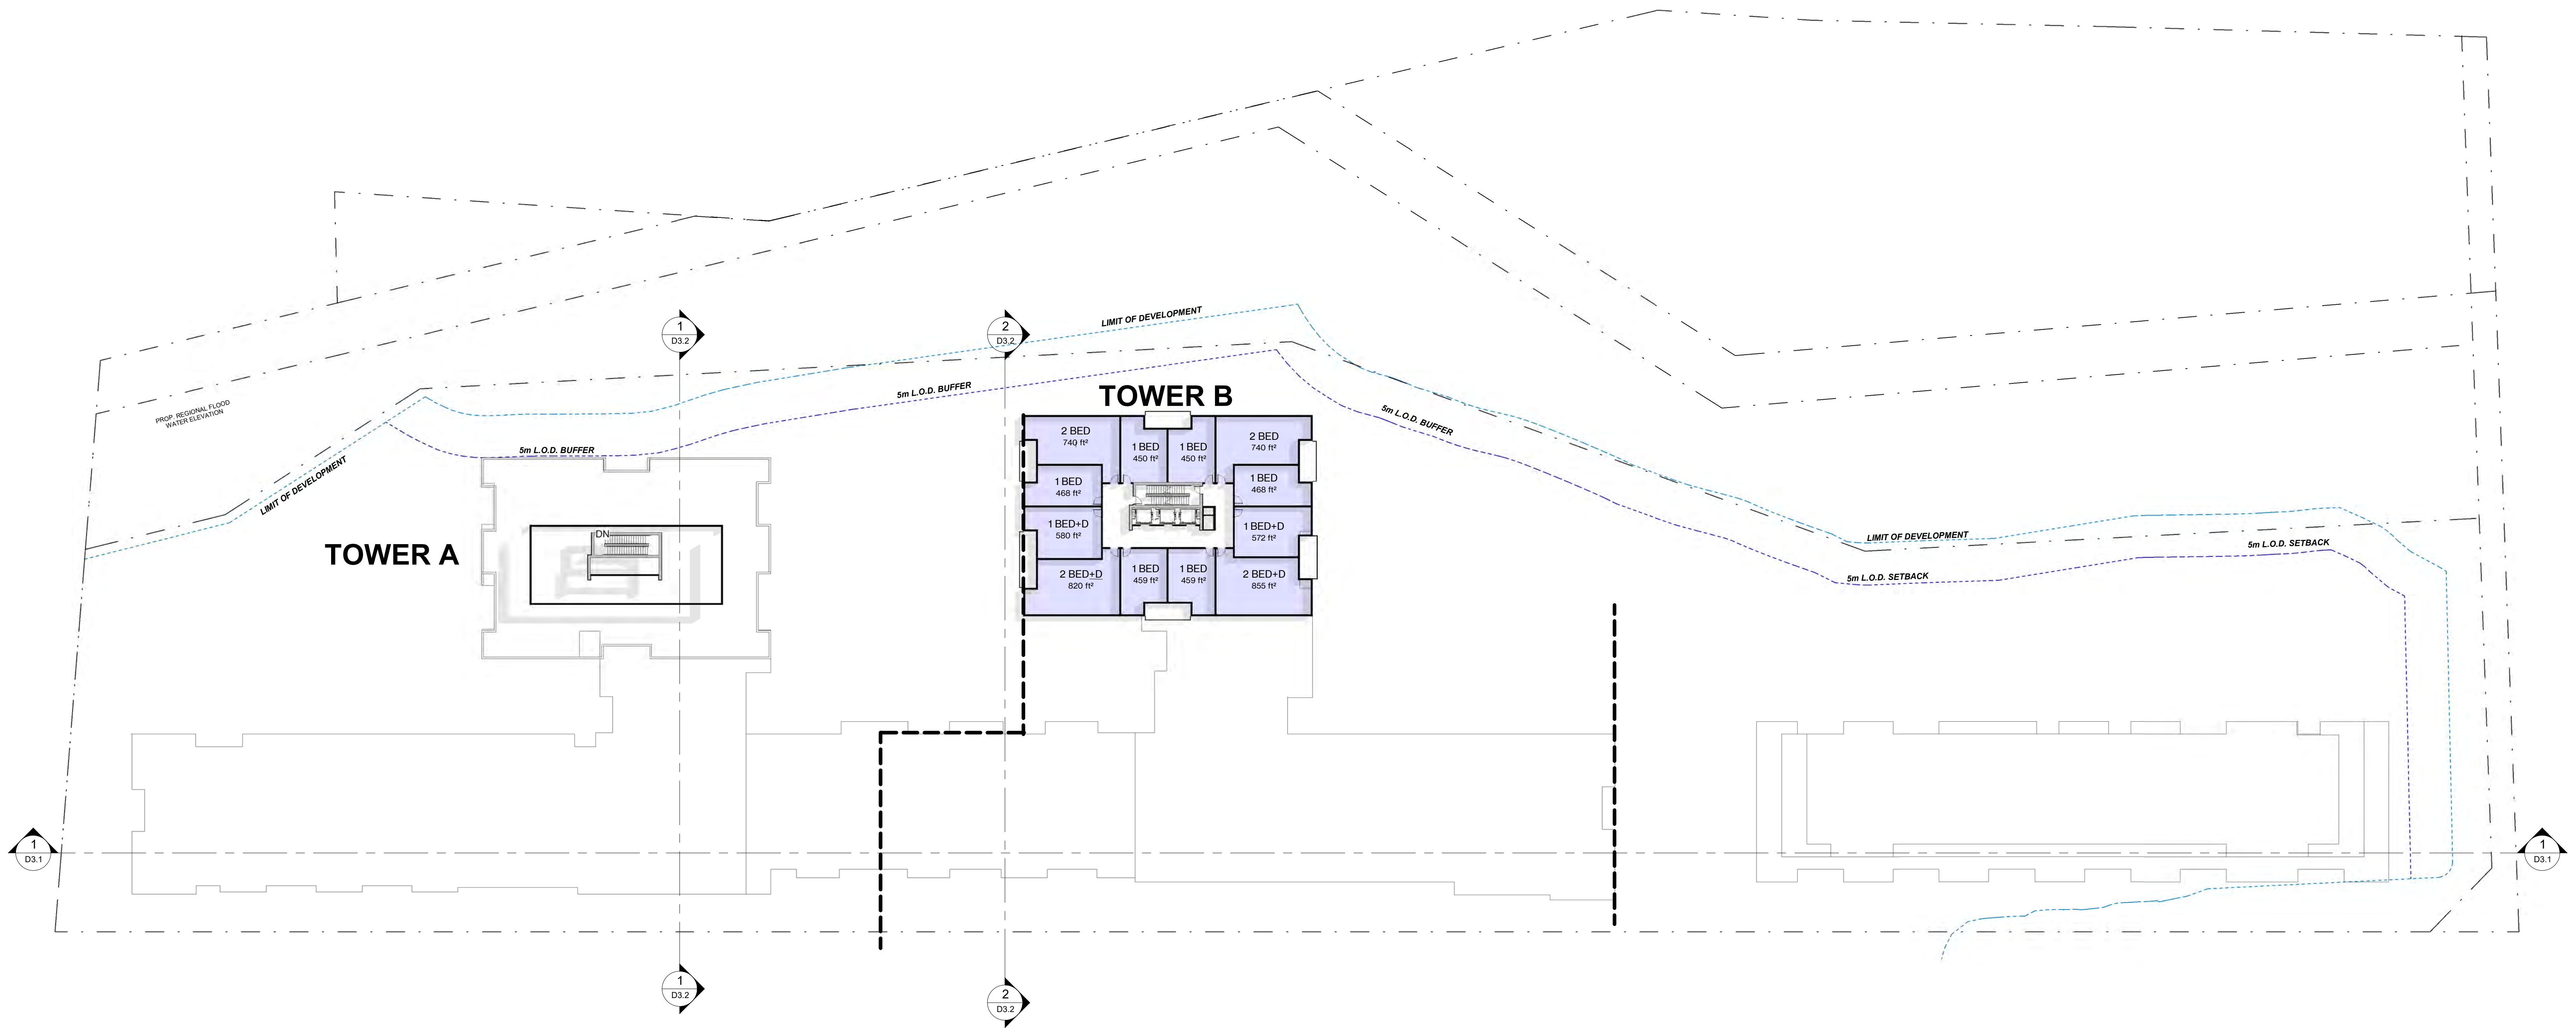 1
D3.2
2
D3.2
LIMIT OF DEVELOPMENT
5m L.O.D. BUFFER
TOWER B
PROP. REGIONAL FLOOD
WATER ELEVATION
5m L.O.D. BUFFER
5m L.O.D. BUFFER
LIMIT OF DEVELOPMENT
2 BED
740 ft²
1 BED
450 ft²
1 BED
450 ft²
2 BED
740 ft²
1 BED
468 ft²
1 BED
468 ft²
1 BED+D
580 ft²
1 BED+D
572 ft²
2 BED+D
820 ft²
1 BED
459 ft²
1 BED
459 ft²
2 BED+D
855 ft²
TOWER A
DN
LIMIT OF DEVELOPMENT
5m L.O.D. SETBACK
5m L.O.D. SETBACK
1
D3.1
1
D3.1
1
D3.2
2
D3.2